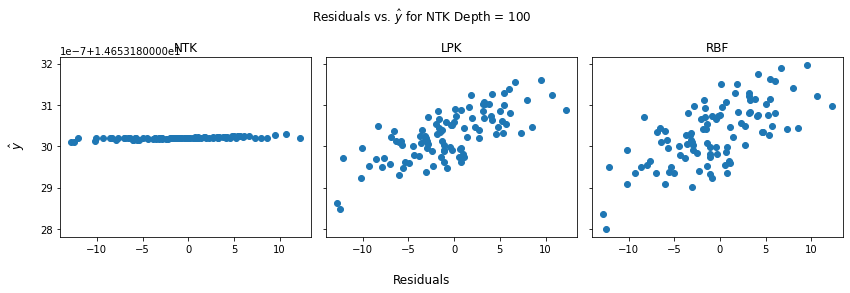 Residuals vs. ŷ for NTK Depth = 100
1e-7+1.4653180000e1
NTK
LPK
RBF
32
31
30
29
28
ŷ
−10 −5 0 5 10
−10 −5 0 5 10
−10 −5 0 5 10
Residuals